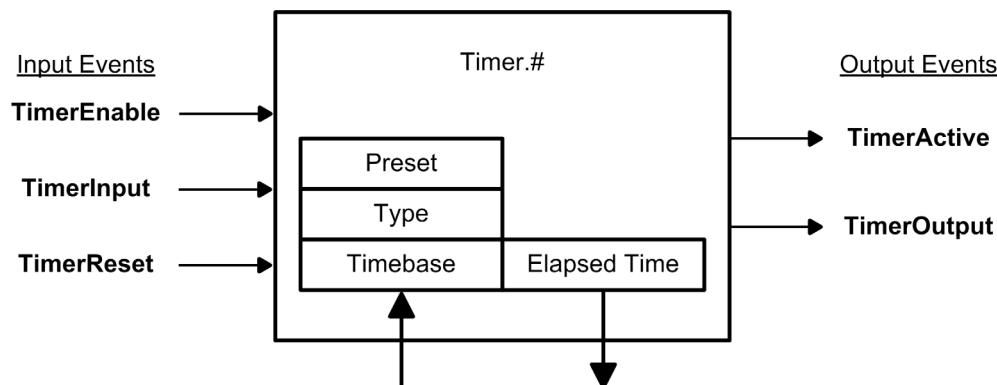 Timer.#
Input Events
Output Events
TimerEnable
TimerActive
Preset
TimerInput
Type
TimerOutput
TimerReset
Timebase
Elapsed Time